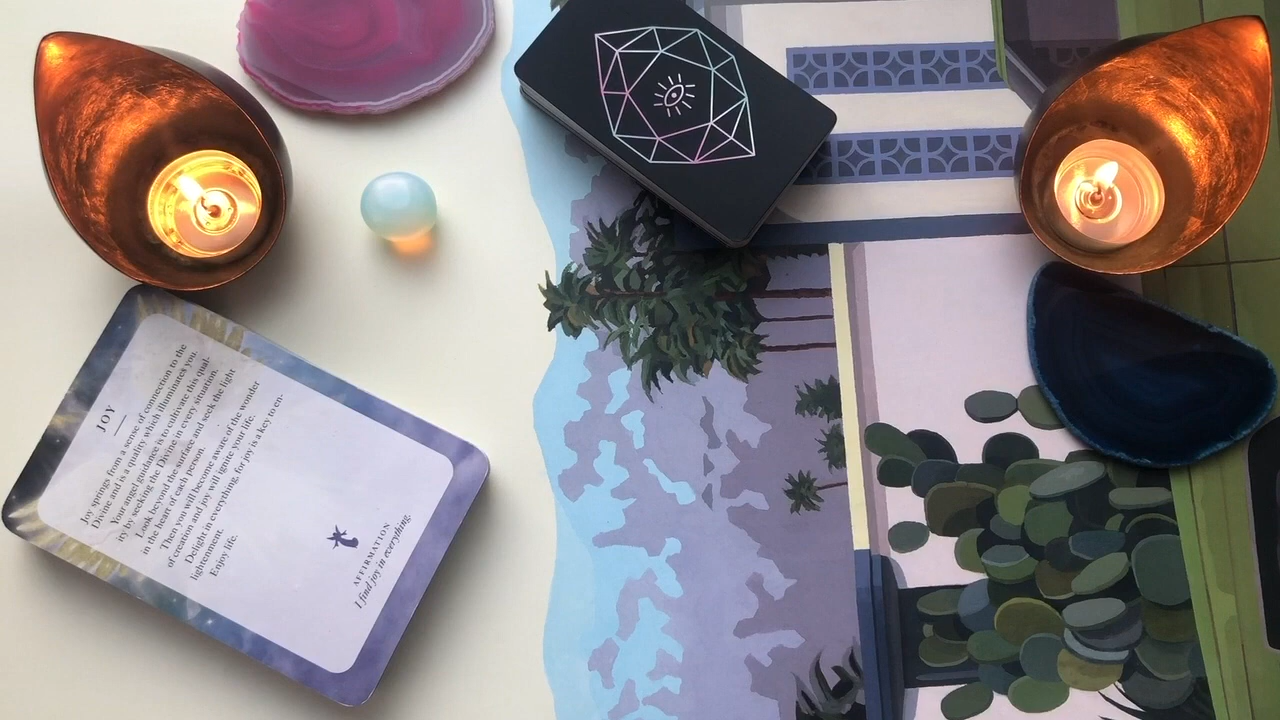 JOY
Joy springs from a sense of connection to the
Divine and is a quality which illuminates you.
Your angel guidance is to cultivate this qual-
ity by seeking the Divine in every situation.
Look beyond the surface and seek the light
in the heart of each person.
Then you will become aware of the wonder
of creation and joy will ignite your life.
Delight in everything, for joy is a key to en-
lightenment.
Enjoy life.
AFFIRMATION
I find joy in everything.